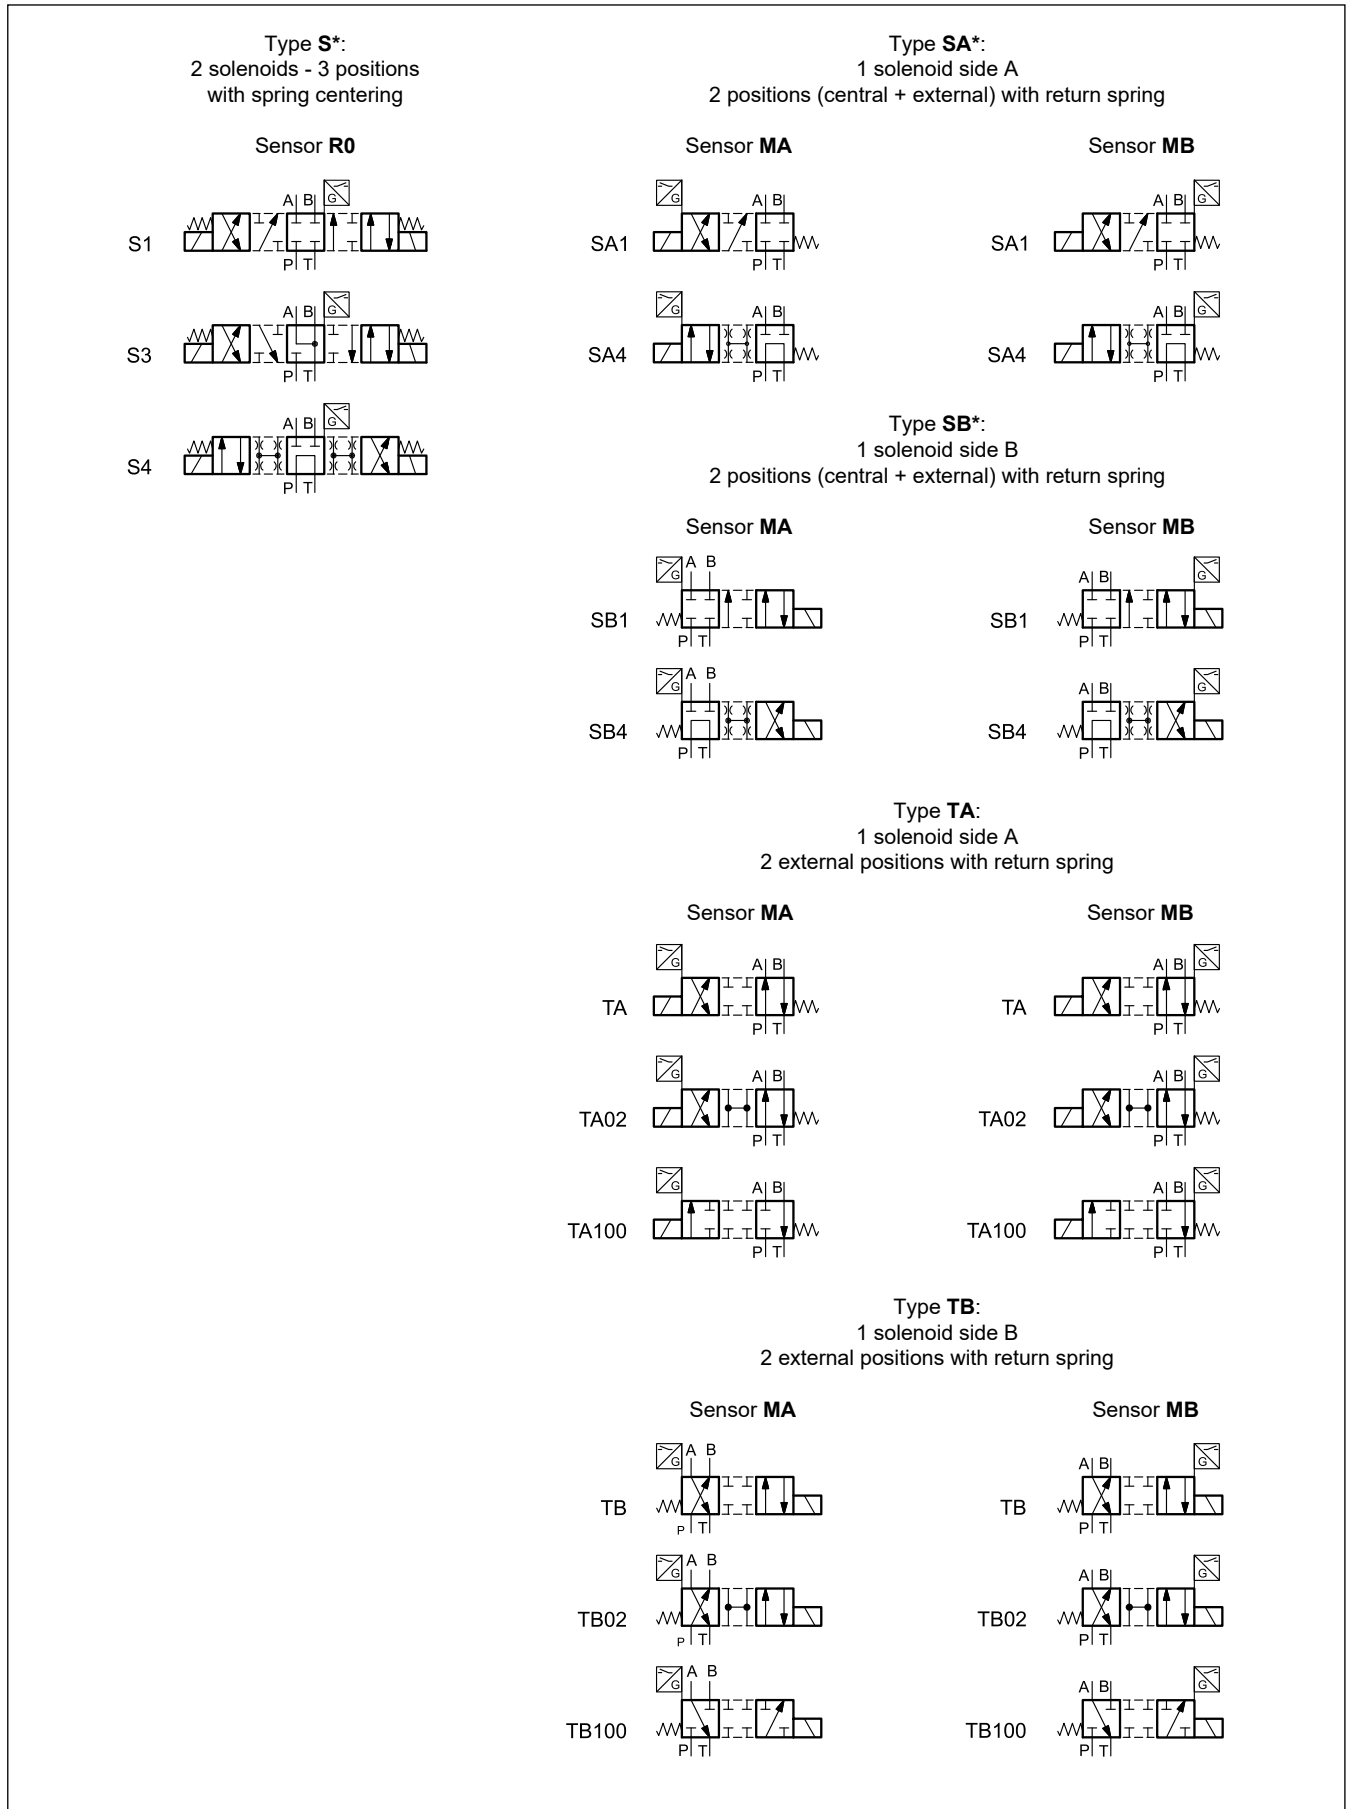 Type S*:
2 solenoids - 3 positions
with spring centering
Sensor R0
G
A B
S1
P T
G
A B
S3
P T
G
A B
S4
P T
Type SA*:
1 solenoid side A
2 positions (central + external) with return spring
Sensor MA
Sensor MB
G
A B
SA1
P T
G
A B
SA1
P T
G
A B
SA4
P T
G
A B
SA4
P T
Type SB*:
1 solenoid side B
2 positions (central + external) with return spring
Sensor MA
Sensor MB
G
A B
SB1
P T
G
A B
SB1
P T
G
A B
SB4
P T
G
A B
SB4
P T
Type TA:
1 solenoid side A
2 external positions with return spring
Sensor MA
Sensor MB
G
A B
TA
P T
G
A B
TA
P T
G
A B
TA02
P T
G
A B
TA02
P T
G
A B
TA100
P T
G
A B
TA100
P T
Type TB:
1 solenoid side B
2 external positions with return spring
Sensor MA
Sensor MB
G
A B
TB
P T
G
A B
TB
P T
G
A B
TB02
P T
G
A B
TB02
P T
G
A B
TB100
P T
G
A B
TB100
P T